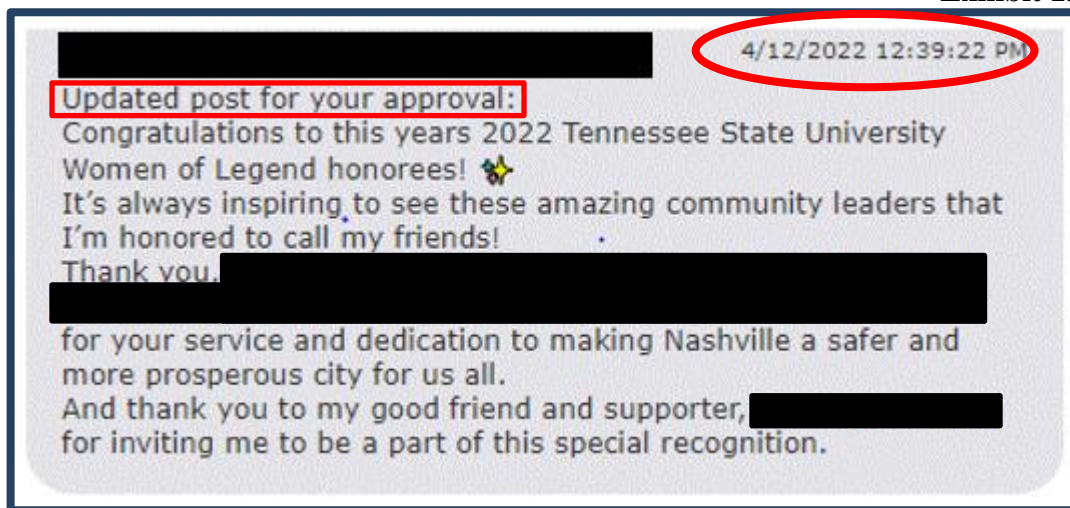 4/12/2022 12:39:22 PM
Updated post for your approval:
Congratulations to this years 2022 Tennessee State University
Women of Legend honorees! ✨
It's always inspiring to see these amazing community leaders that
I'm honored to call my friends!
Thank you,
for your service and dedication to making Nashville a safer and
more prosperous city for us all.
And thank you to my good friend and supporter,
for inviting me to be a part of this special recognition.